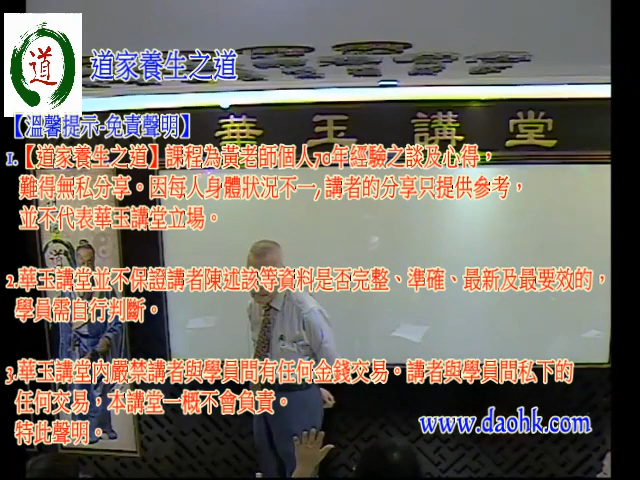 道
道家養生之道
【溫馨提示-免責聲明】
華玉講堂
1.【道家養生之道】課程為黃老師個人70年經驗之談及心得，
難得無私分享。因每人身體狀況不一,講者的分享只提供參考，
並不代表華玉講堂立場。
道
2.華玉講堂並不保證講者陳述該等資料是否完整、準確、最新及最要效的，
學員需自行判斷。
3.華玉講堂內嚴禁講者與學員間有任何金錢交易。講者與學員間私下的
任何交易，本講堂一概不會負責。
特此聲明。
www.daohk.com